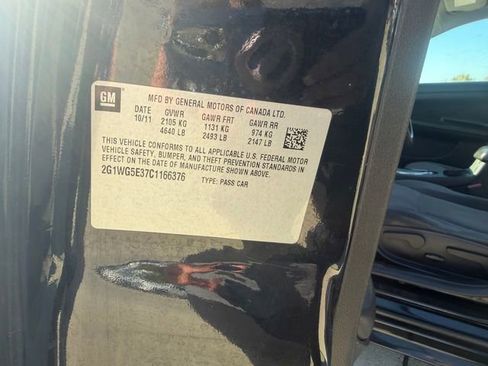 GM
MFD BY GENERAL MOTORS OF CANADA LTD.
DATE GVWR GAWR FRT GAWR RR
10/11 2105 KG 1131 KG 974 KG
4640 LB 2493 LB 2147 LB
THIS VEHICLE CONFORMS TO ALL APPLICABLE U.S. FEDERAL MOTOR
VEHICLE SAFETY, BUMPER, AND THEFT PREVENTION STANDARDS IN
EFFECT ON THE DATE OF MANUFACTURE SHOWN ABOVE.
2G1WG5E37C1166376 TYPE: PASS CAR